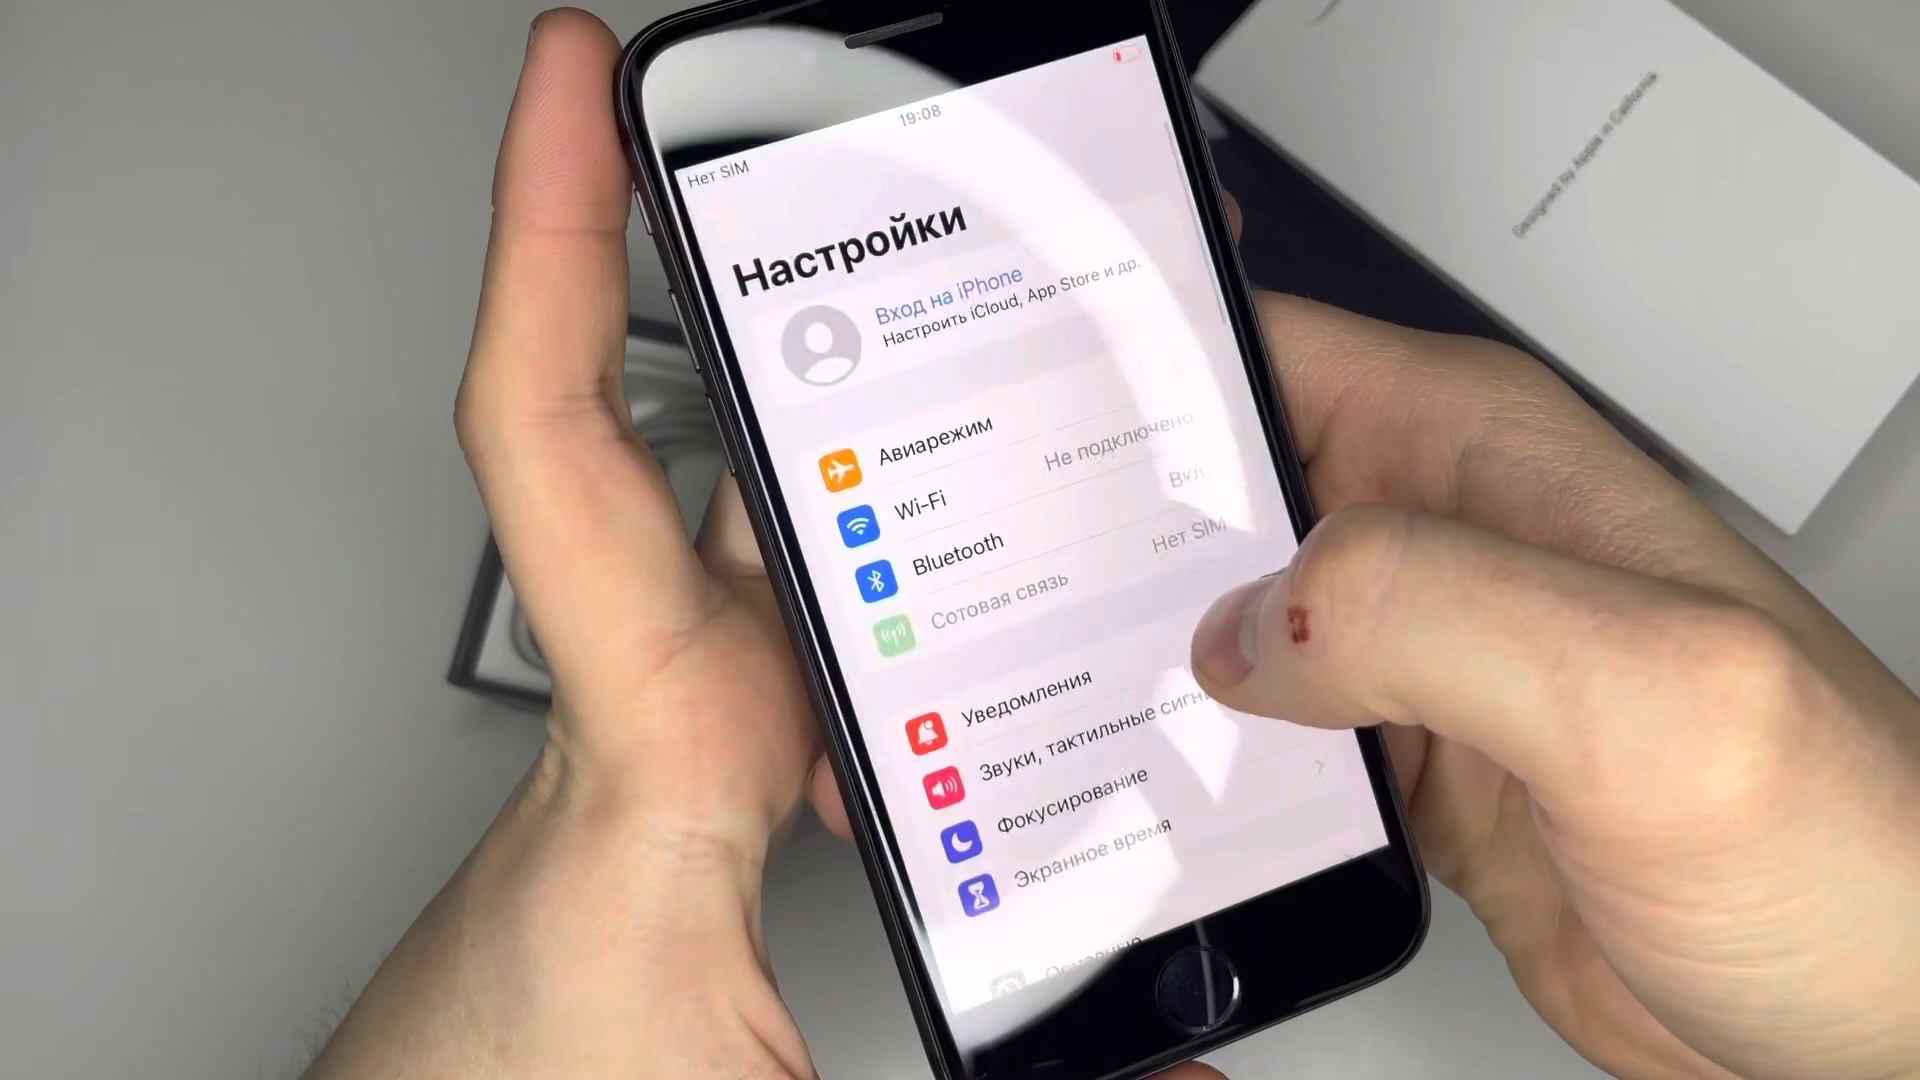 19:08
Нет SIM
Настройки
Вход на iPhone
Настроить iCloud, App Store и др.
Авиарежим
Wi-Fi
Не подключено
Bluetooth
Вкл.
Сотовая связь
Нет SIM
Уведомления
Звуки, тактильные сигн
Фокусирование
Экранное время
Основные
Designed by Apple in California